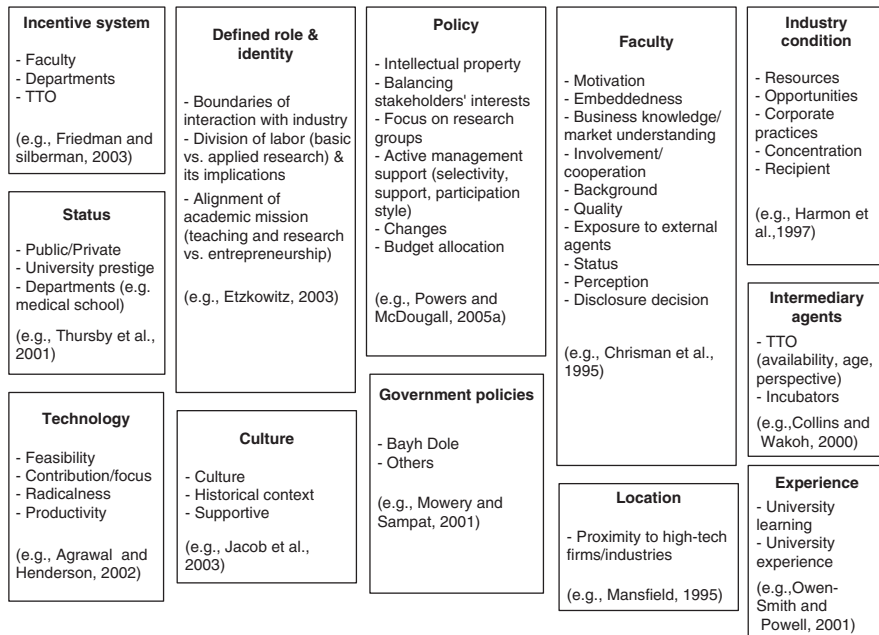 Incentive system
- Faculty
- Departments
- TTO
(e.g., Friedman and
silberman, 2003)
Status
- Public/Private
- University prestige
- Departments (e.g.
medical school)
(e.g., Thursby et al.,
2001)
Technology
- Feasibility
- Contribution/focus
- Radicalness
- Productivity
(e.g., Agrawal and
Henderson, 2002)
Defined role &
identity
- Boundaries of
interaction with industry
- Division of labor (basic
vs. applied research) &
its implications
- Alignment of
academic mission
(teaching and research
vs. entrepreneurship)
(e.g., Etzkowitz, 2003)
Culture
- Culture
- Historical context
- Supportive
(e.g., Jacob et al.,
2003)
Policy
- Intellectual property
- Balancing
stakeholders' interests
- Focus on research
groups
- Active management
support (selectivity,
support, participation
style)
- Changes
- Budget allocation
(e.g., Powers and
McDougall, 2005a)
Government policies
- Bayh Dole
- Others
(e.g., Mowery and
Sampat, 2001)
Faculty
- Motivation
- Embeddedness
- Business knowledge/
market understanding
- Involvement/
cooperation
- Background
- Quality
- Exposure to external
agents
- Status
- Perception
- Disclosure decision
(e.g., Chrisman et al.,
1995)
Location
- Proximity to high-tech
firms/industries
(e.g., Mansfield, 1995)
Industry
condition
- Resources
- Opportunities
- Corporate
practices
- Concentration
- Recipient
(e.g., Harmon et
al.,1997)
Intermediary
agents
- TTO
(availability, age,
perspective)
- Incubators
(e.g.,Collins and
Wakoh, 2000)
Experience
- University
learning
- University
experience
(e.g.,Owen-
Smith and
Powell, 2001)